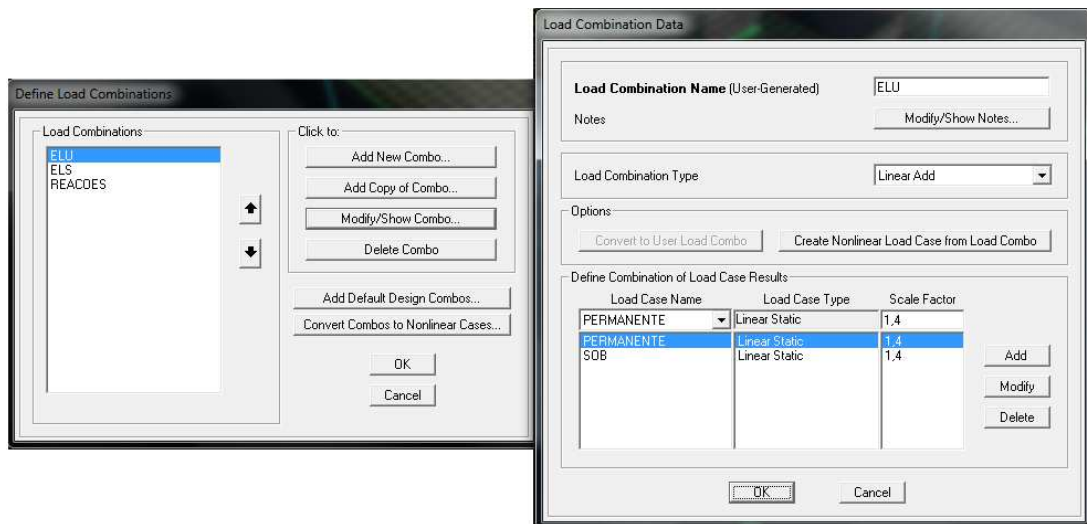 Define Load Combinations
Load Combinations
ELU
ELS
REACOES
Click to:
Add New Combo...
Add Copy of Combo...
Modify/Show Combo...
Delete Combo
Add Default Design Combos...
Convert Combos to Nonlinear Cases...
OK
Cancel
Load Combination Data
Load Combination Name (User-Generated) ELU
Notes Modify/Show Notes...
Load Combination Type Linear Add
Options
Convert to User Load Combo Create Nonlinear Load Case from Load Combo
Define Combination of Load Case Results
Load Case Name Load Case Type Scale Factor
PERMANENTE Linear Static 1,4
PERMANENTE Linear Static 1,4
SOB Linear Static 1,4
Add
Modify
Delete
OK Cancel